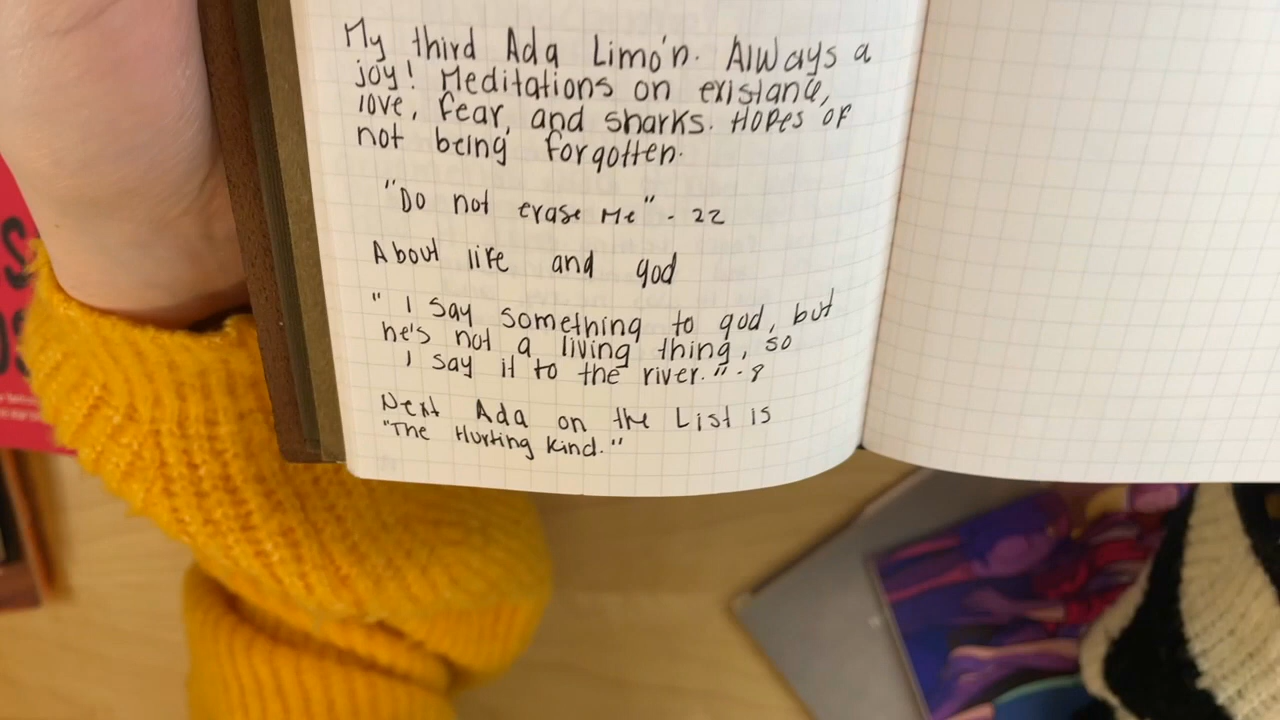 My third Ada Limo'n. Always a
joy! Meditations on existance,
love, fear, and sharks. Hopes of
not being forgotten.
"Do not erase me" - 22
About life and god
" I say something to god, but
he's not a living thing, so
I say it to the river." - 8
Next Ada on the List is
"The Hurting Kind."